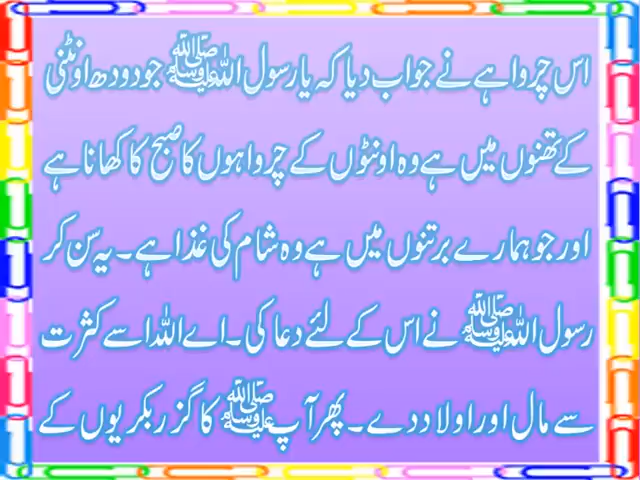 اس چرواہے نے جواب دیا کہ یا رسول اللہ ﷺ جو دودھ اونٹنی
کے تھنوں میں ہے وہ اونٹوں کے چرواہوں کا صبح کا کھانا ہے
اور جو ہمارے برتنوں میں ہے وہ شام کی غذا ہے۔ یہ سن کر
رسول اللہ ﷺ نے اس کے لئے دعا کی۔ اے اللہ اسے کثرت
سے مال اور اولاد دے۔ پھر آپ ﷺ کا گزر بکریوں کے